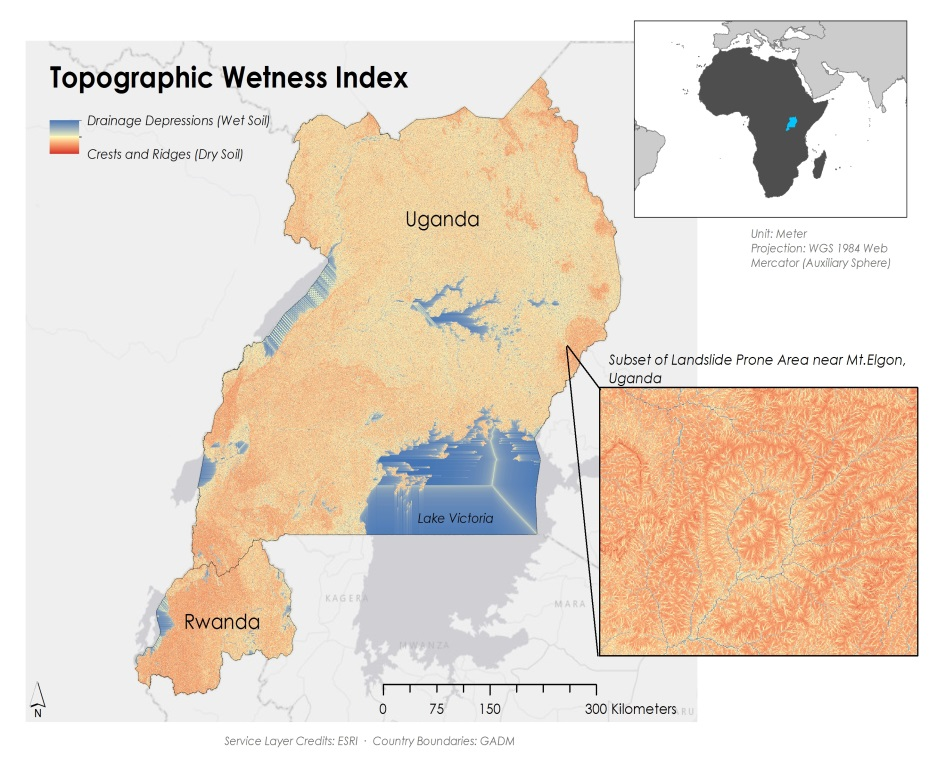 Topographic Wetness Index
Drainage Depressions (Wet Soil)
Crests and Ridges (Dry Soil)
Uganda
Unit: Meter
Projection: WGS 1984 Web
Mercator (Auxiliary Sphere)
Subset of Landslide Prone Area near Mt.Elgon,
Uganda
Lake Victoria
KAGERA
MARA
Rwanda
MWANZA
N
0 75 150 300 Kilometers
Service Layer Credits: ESRI · Country Boundaries: GADM